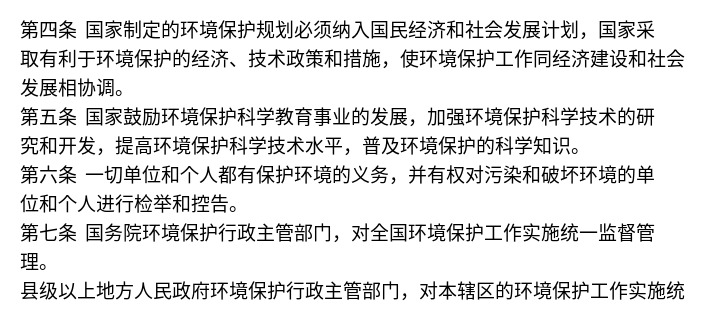 第四条 国家制定的环境保护规划必须纳入国民经济和社会发展计划，国家采
取有利于环境保护的经济、技术政策和措施，使环境保护工作同经济建设和社会
发展相协调。
第五条 国家鼓励环境保护科学教育事业的发展，加强环境保护科学技术的研
究和开发，提高环境保护科学技术水平，普及环境保护的科学知识。
第六条 一切单位和个人都有保护环境的义务，并有权对污染和破坏环境的单
位和个人进行检举和控告。
第七条 国务院环境保护行政主管部门，对全国环境保护工作实施统一监督管
理。
县级以上地方人民政府环境保护行政主管部门，对本辖区的环境保护工作实施统